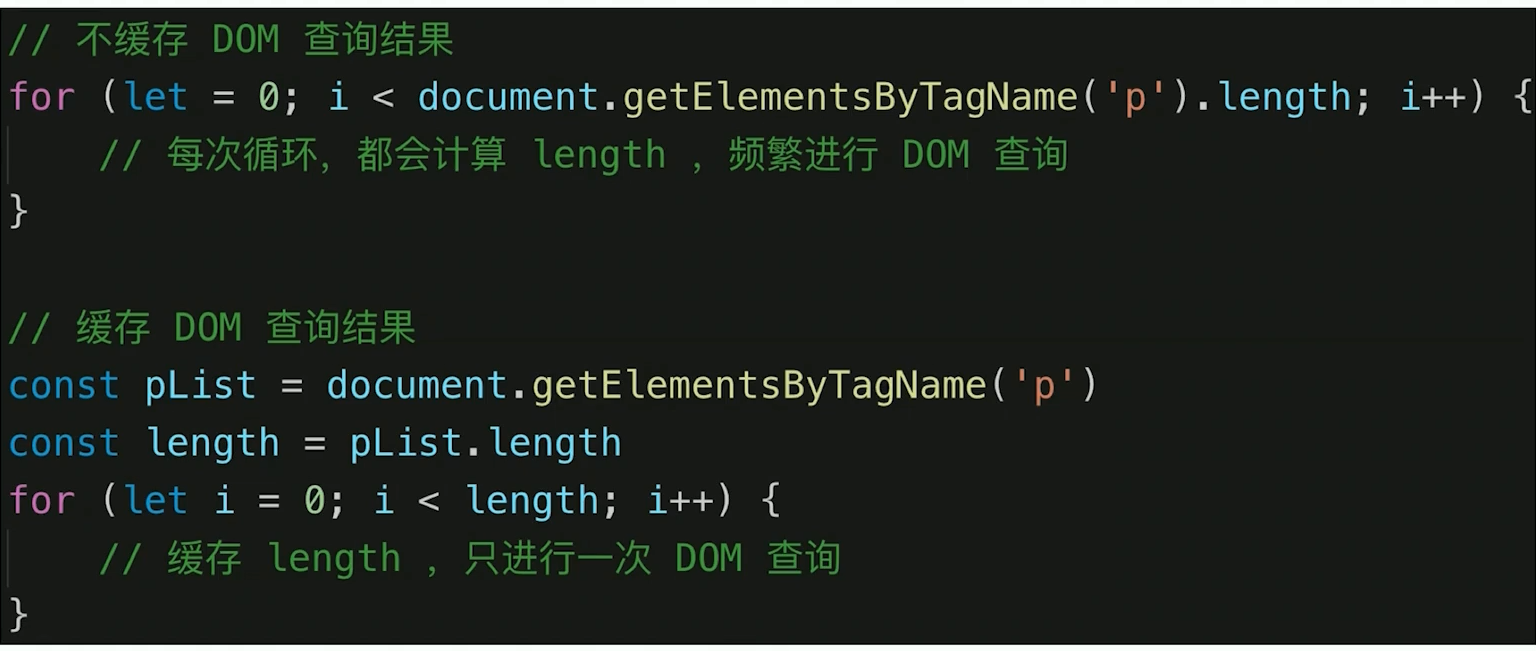 // 不缓存 DOM 查询结果
for (let = 0; i < document.getElementsByTagName('p').length; i++) {
    // 每次循环，都会计算 length ，频繁进行 DOM 查询
}
// 缓存 DOM 查询结果
const pList = document.getElementsByTagName('p')
const length = pList.length
for (let i = 0; i < length; i++) {
    // 缓存 length ，只进行一次 DOM 查询
}